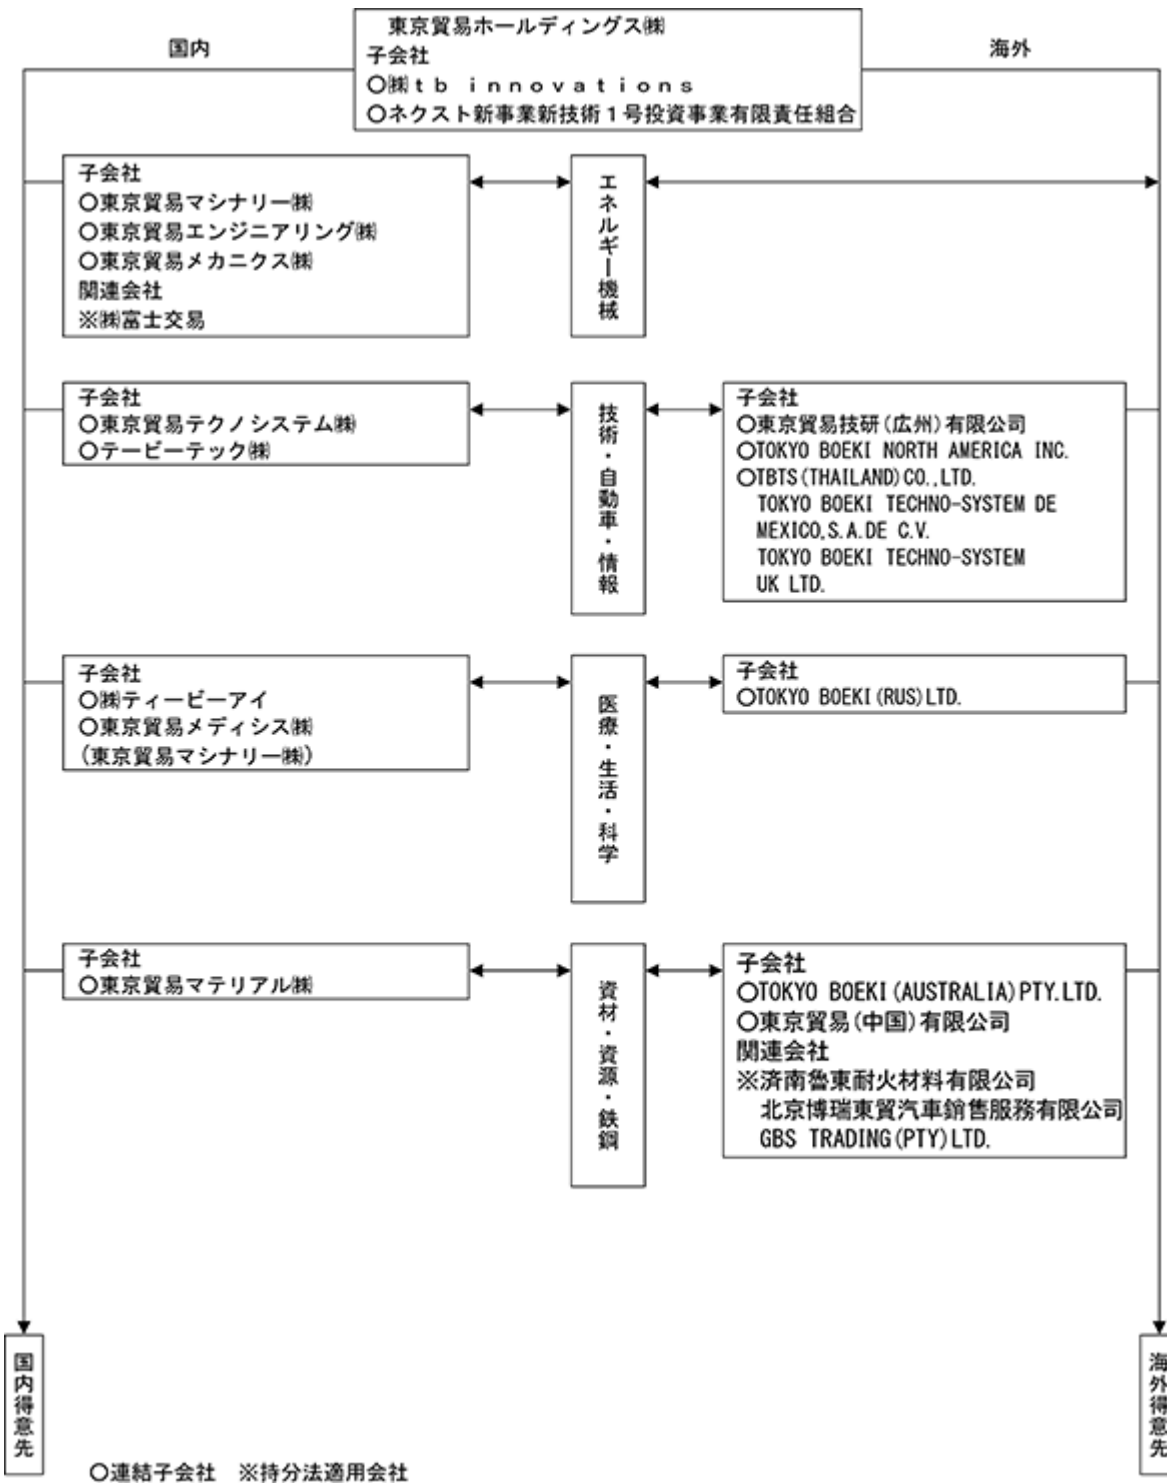 国内
東京貿易ホールディングス㈱
子会社
○㈱ｔｂ ｉｎｎｏｖａｔｉｏｎｓ
○ネクスト新事業新技術１号投資事業有限責任組合
海外
子会社
○東京貿易マシナリー㈱
○東京貿易エンジニアリング㈱
○東京貿易メカニクス㈱
関連会社
※㈱富士交易
エネルギー機械
子会社
○東京貿易テクノシステム㈱
○テービーテック㈱
技術・自動車・情報
子会社
○東京貿易技研(広州)有限公司
○TOKYO BOEKI NORTH AMERICA INC.
○TBTS(THAILAND)CO.,LTD.
TOKYO BOEKI TECHNO-SYSTEM DE
MEXICO,S.A.DE C.V.
TOKYO BOEKI TECHNO-SYSTEM
UK LTD.
子会社
○㈱ティービーアイ
○東京貿易メディシス㈱
(東京貿易マシナリー㈱)
医療・生活・科学
子会社
○TOKYO BOEKI(RUS)LTD.
子会社
○東京貿易マテリアル㈱
資材・資源・鉄鋼
子会社
○TOKYO BOEKI(AUSTRALIA)PTY.LTD.
○東京貿易(中国)有限公司
関連会社
※済南魯東耐火材料有限公司
北京博瑞東貿汽車銷售服務有限公司
GBS TRADING(PTY)LTD.
国内得意先
海外得意先
○連結子会社 ※持分法適用会社